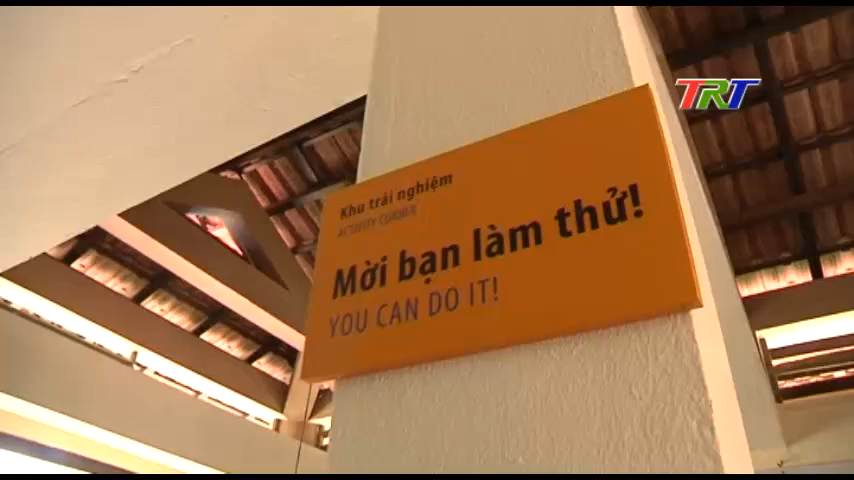 TRT
Khu trải nghiệm
ACTIVITY CORNER
Mời bạn làm thử!
YOU CAN DO IT!